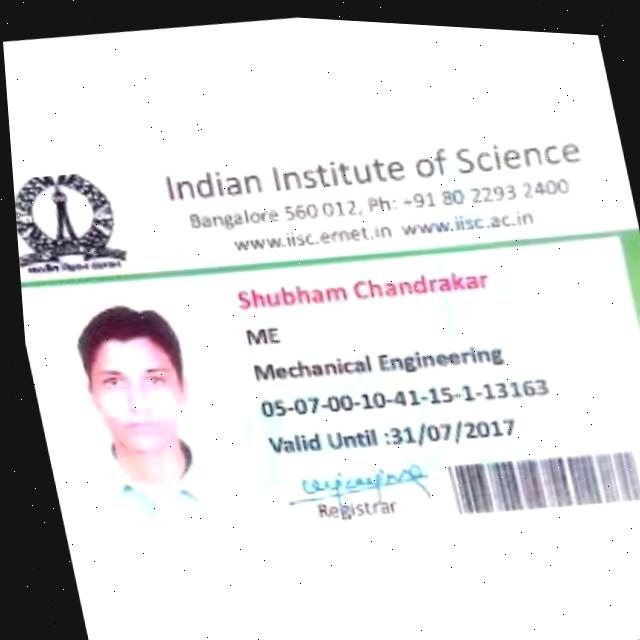 Indian Institute of Science
Bangalore 560 012, Ph: +91 80 2293 2400
www.iisc.ernet.in www.iisc.ac.in
Shubham Chandrakar
ME
Mechanical Engineering
05-07-00-10-41-15-1-13163
Valid Until :31/07/2017
Registrar